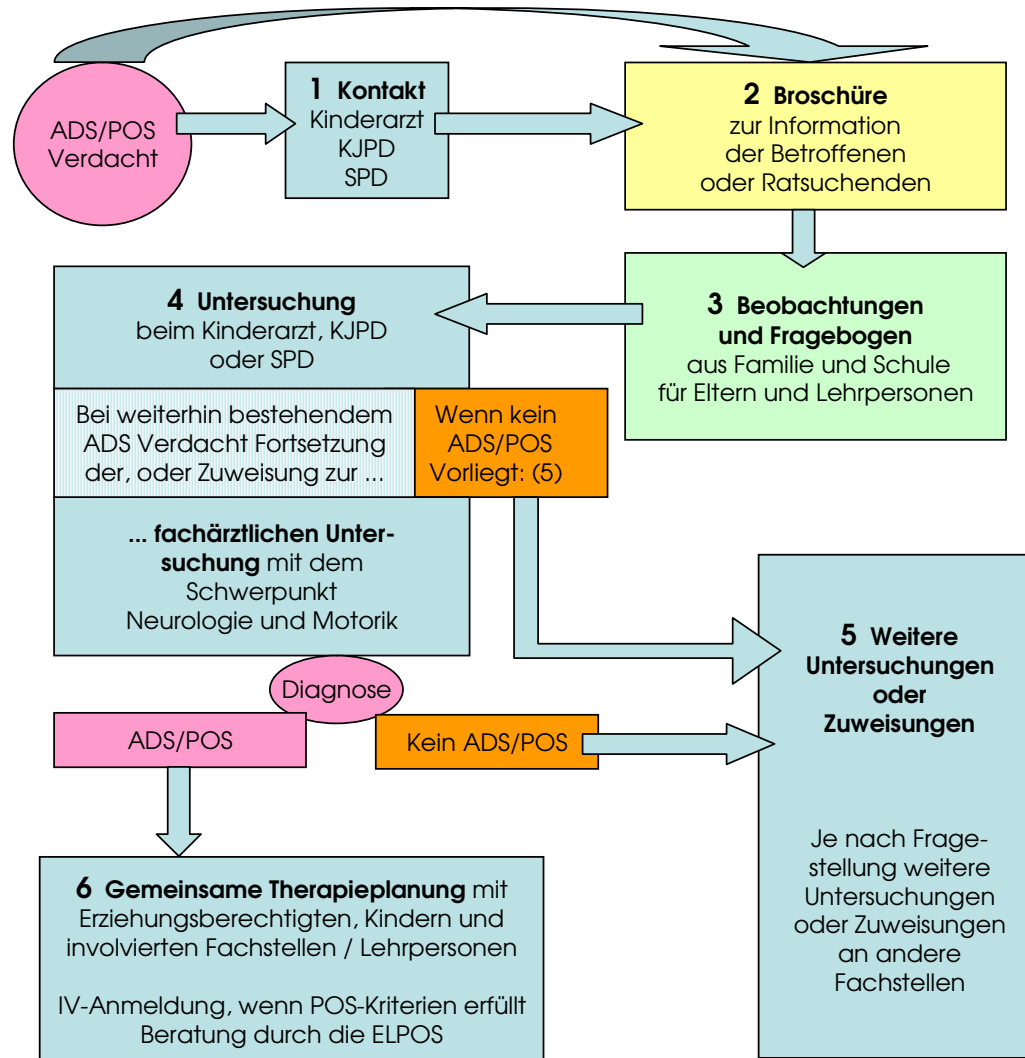 ADS/POS
Verdacht
1 Kontakt
Kinderarzt
KJPD
SPD
2 Broschüre
zur Information
der Betroffenen
oder Ratsuchenden
3 Beobachtungen
und Fragebogen
aus Familie und Schule
für Eltern und Lehrpersonen
4 Untersuchung
beim Kinderarzt, KJPD
oder SPD
Bei weiterhin bestehendem
ADS Verdacht Fortsetzung
der, oder Zuweisung zur ...
Wenn kein
ADS/POS
Vorliegt: (5)
... fachärztlichen Unter-
suchung mit dem
Schwerpunkt
Neurologie und Motorik
Diagnose
ADS/POS
Kein ADS/POS
5 Weitere
Untersuchungen
oder
Zuweisungen
Je nach Frage-
stellung weitere
Untersuchungen
oder Zuweisungen
an andere
Fachstellen
6 Gemeinsame Therapieplanung mit
Erziehungsberechtigten, Kindern und
involvierten Fachstellen / Lehrpersonen
IV-Anmeldung, wenn POS-Kriterien erfüllt
Beratung durch die ELPOS